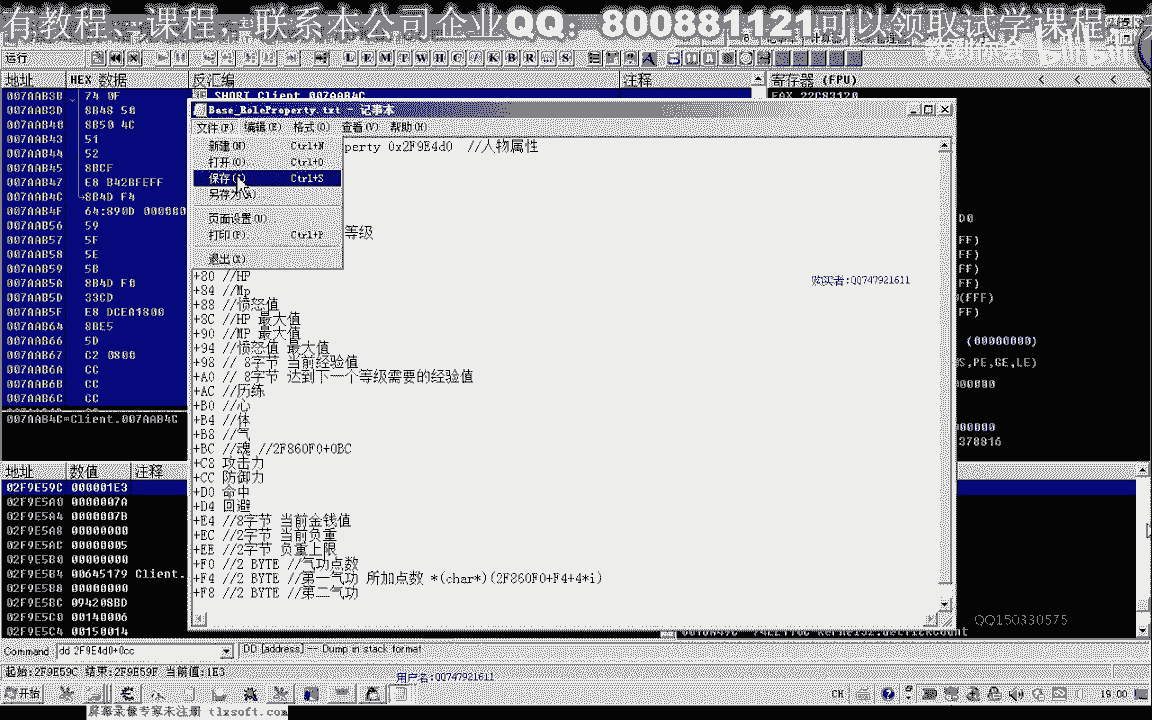 有教程、课程，联系本公司企业QQ：800881121可以领取试学课程，
运行
L E M T W H C / K B R ... S
地址 HEX 数据 反汇编 注释 寄存器 (FPU) < < <
007AAB3B 74 0F SHORT Client.007AAB4C EAX 22C83120
007AAB3D 8B48 50
007AAB40 8B50 4C
007AAB43 51
007AAB44 52
007AAB45 8BCF
007AAB47 E8 B42BFEFF
007AAB4C 8B4D F4
007AAB4F 64:890D 000000
007AAB56 59
007AAB57 5F
007AAB58 5E
007AAB59 5B
007AAB5A 8B4D F0
007AAB5D 33CD
007AAB5F E8 DCEA1800
007AAB64 8BE5
007AAB66 5D
007AAB67 C2 0800
007AAB6A CC
007AAB6B CC
007AAB6C CC
007AAB4C=Client.007AAB4C
Base_RoleProperty.txt - 记事本
文件(F) 编辑(E) 格式(O) 查看(V) 帮助(H)
新建(N) Ctrl+N
打开(O) Ctrl+O
保存(S) Ctrl+S
另存为(A)
页面设置(U)
打印(P) Ctrl+P
退出(X)
perty 0x2F9E4d0 //人物属性
等级
+80 //HP
+84 //Mp
+88 //愤怒值
+8C //HP 最大值
+90 //MP 最大值
+94 //愤怒值 最大值
+98 // 8字节 当前经验值
+A0 // 8字节 达到下一个等级需要的经验值
+AC //历练
+B0 //心
+B4 //体
+B8 //气
+BC //魂 //2F860F0+0BC
+C8 攻击力
+CC 防御力
+D0 命中
+D4 回避
+E4 //8字节 当前金钱值
+EC //2字节 当前负重
+EE //2字节 负重上限
+F0 //2 BYTE //气功点数
+F4 //2 BYTE //第一气功 所加点数 *(char*)(2F860F0+F4+4*i)
+F8 //2 BYTE //第二气功
购买者:QQ747921611
D0
FF)
FF)
FF)
FF)
(FFF)
FF)
(00000000)
S,PE,GE,LE)
378816
地址 数值 注释
02F9E59C 000001E3
02F9E5A0 0000007A
02F9E5A4 0000007B
02F9E5A8 00000000
02F9E5AC 00000005
02F9E5B0 00000000
02F9E5B4 00645179 Client.
02F9E5B8 00000000
02F9E5BC 094208BD
02F9E5C0 00140006
02F9E5C4 00150014
QQ150330575
Command: dd 2F9E4d0+0cc DD [address] -- Dump in stack format
起始:2F9E59C 结束:2F9E59F 当前值:1E3
用户名:QQ747921611
开始 CH 19:00
屏幕录像专家未注册 tlxsoft.com